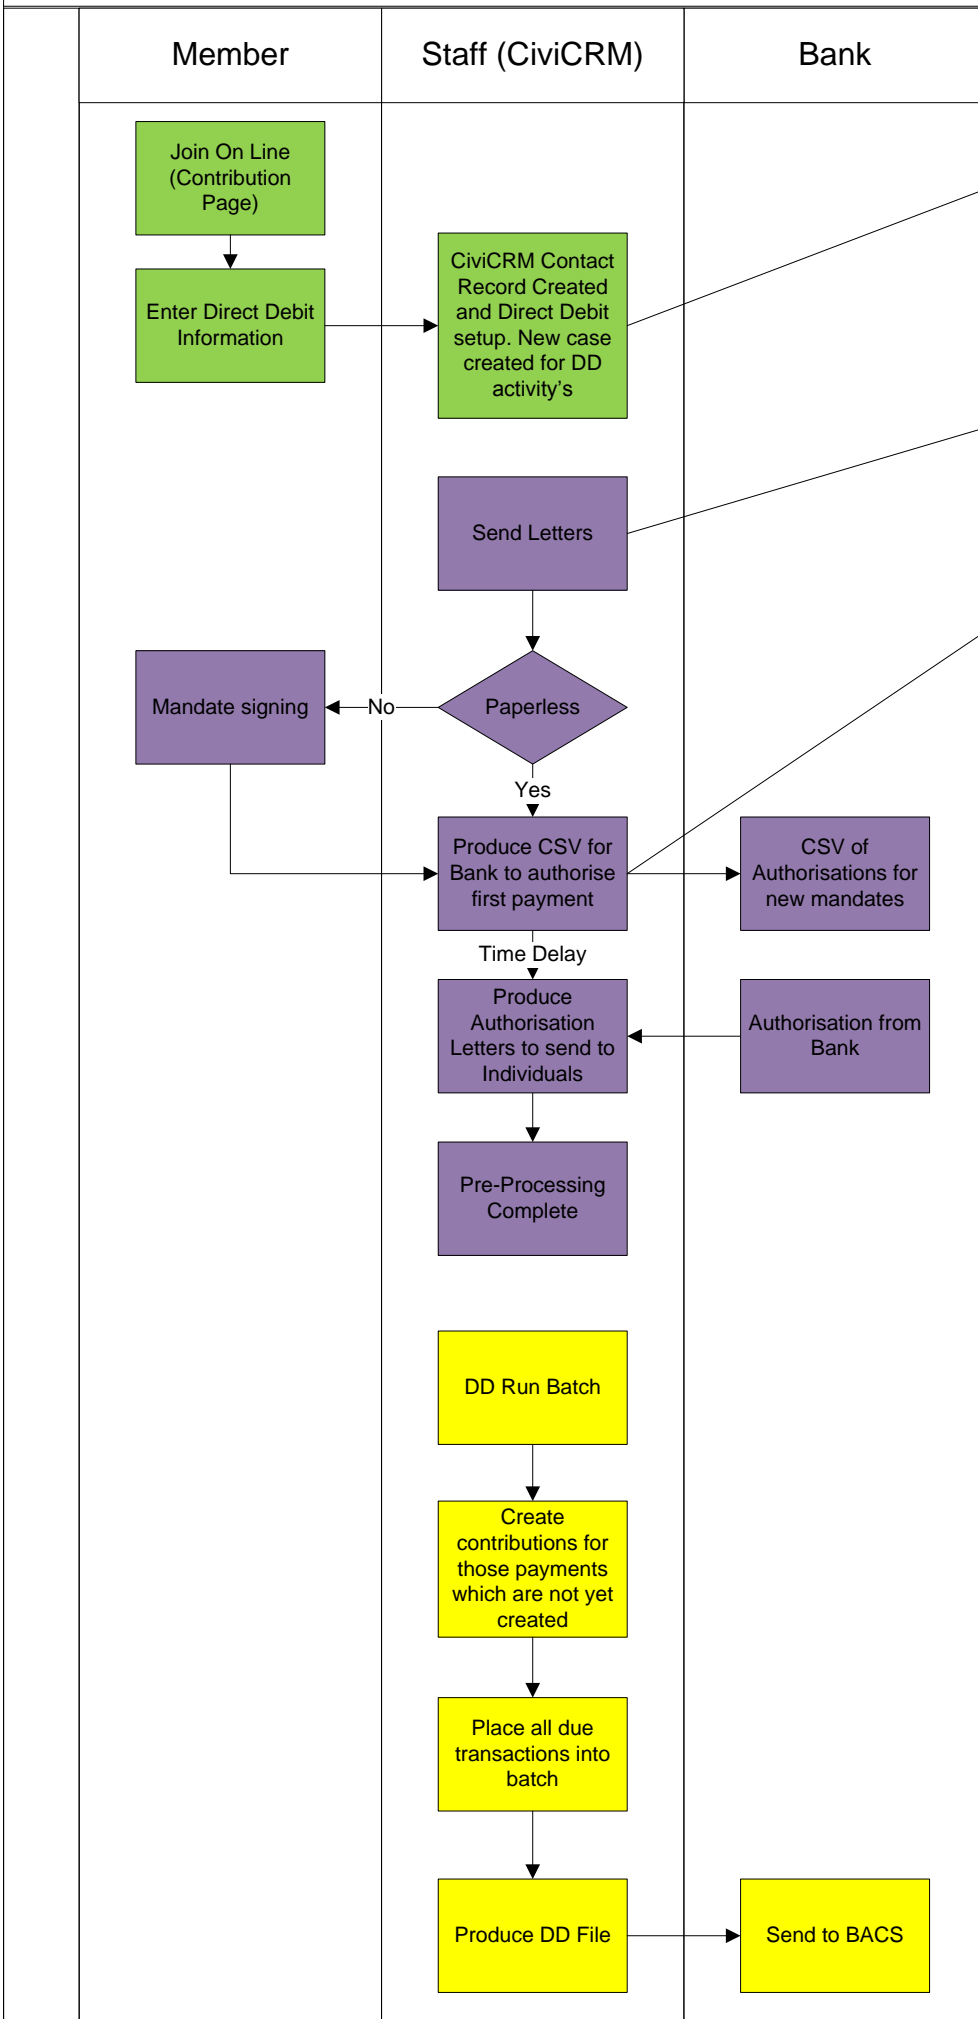 Member
Staff (CiviCRM)
Bank
Join On Line
(Contribution
Page)
Enter Direct Debit
Information
CiviCRM Contact
Record Created
and Direct Debit
setup. New case
created for DD
activity’s
Send Letters
Paperless
No
Mandate signing
Yes
Produce CSV for
Bank to authorise
first payment
CSV of
Authorisations for
new mandates
Time Delay
Produce
Authorisation
Letters to send to
Individuals
Authorisation from
Bank
Pre-Processing
Complete
DD Run Batch
Create
contributions for
those payments
which are not yet
created
Place all due
transactions into
batch
Produce DD File
Send to BACS